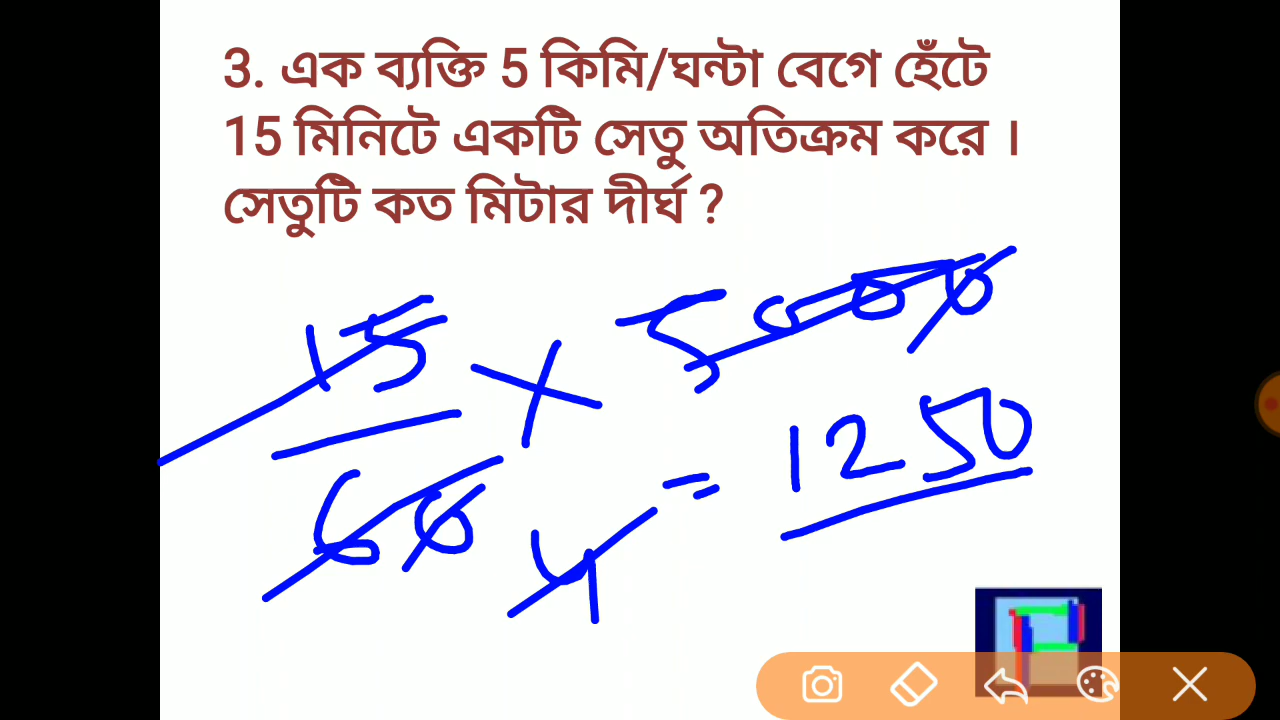 3. এক ব্যক্তি 5 কিমি/ঘন্টা বেগে হেঁটে
15 মিনিটে একটি সেতু অতিক্রম করে ।
সেতুটি কত মিটার দীর্ঘ ?
15 × 5000
60 4 = 1250